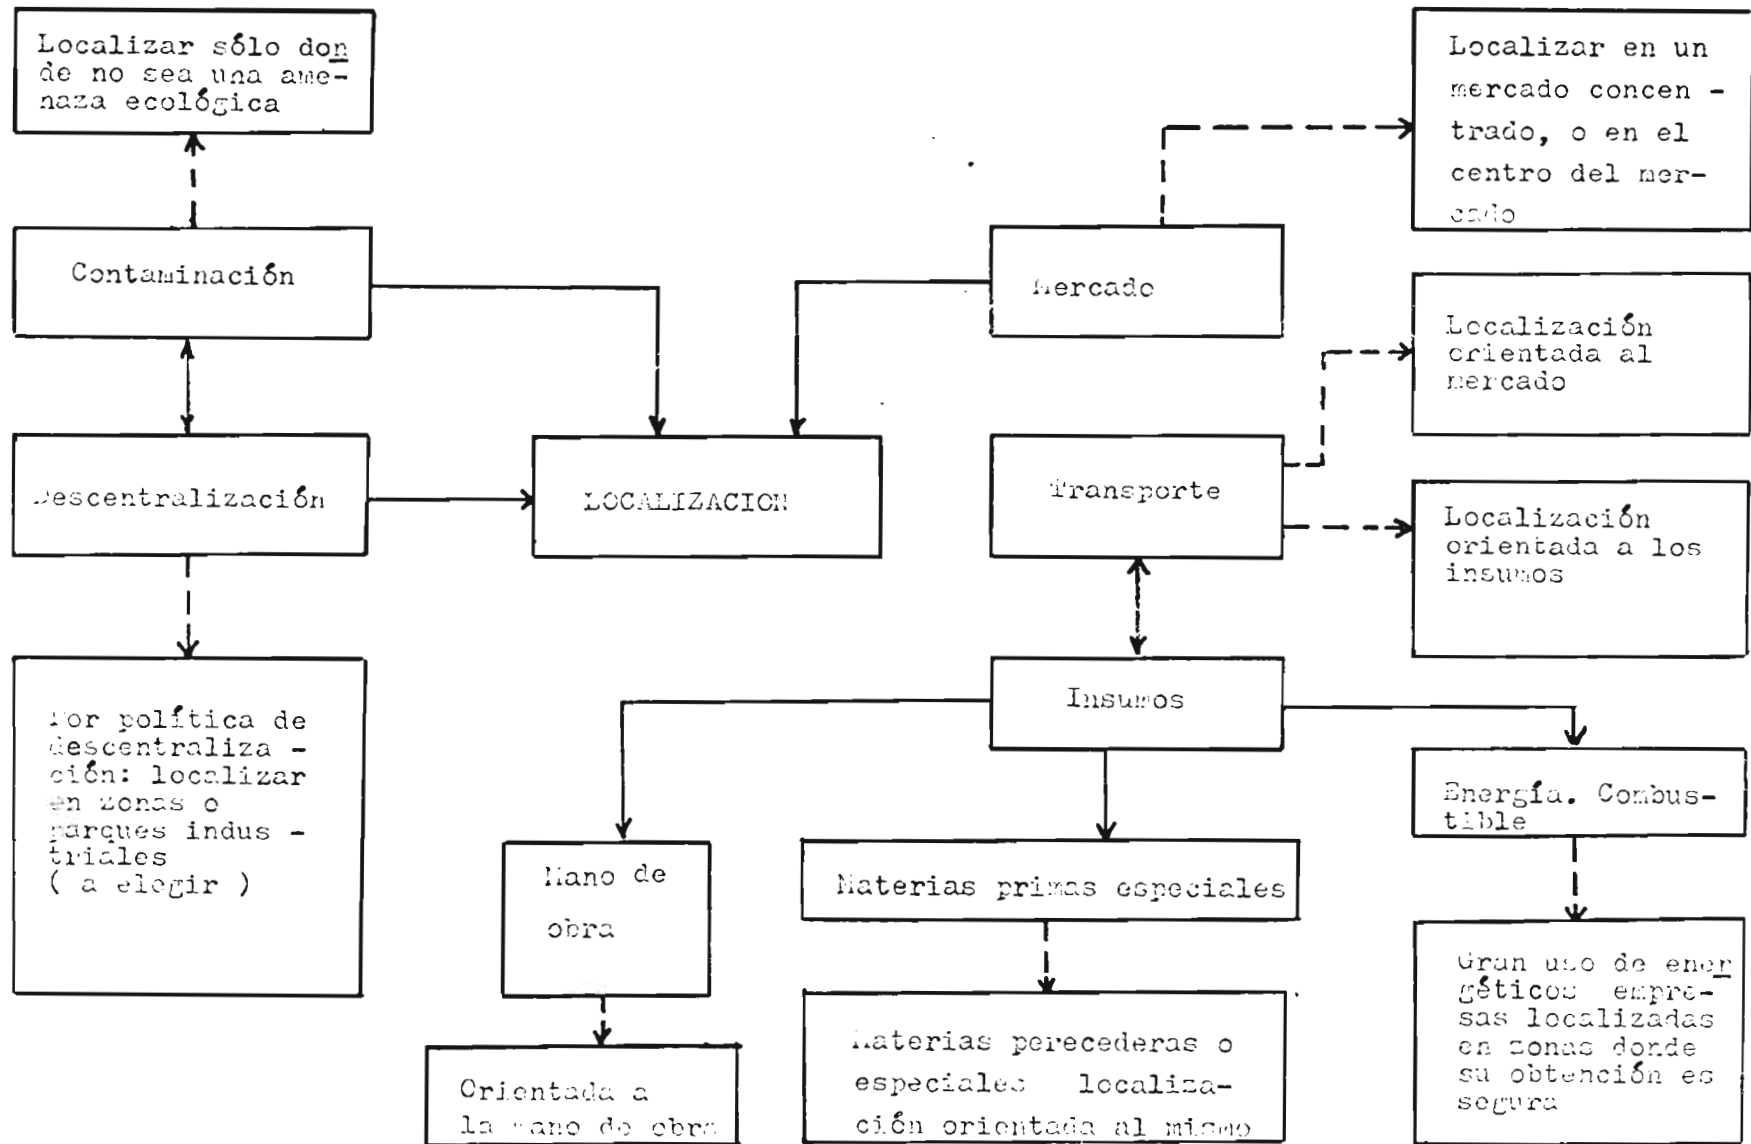 Localizar sólo don
de no sea una ame-
naza ecológica
Localizar en un
mercado concen -
trado, o en el
centro del mer-
cado
Contaminación
Mercado
Localización
orientada al
mercado
Descentralización
LOCALIZACION
Transporte
Localización
orientada a los
insumos
Insumos
Por política de
descentraliza -
ción: localizar
en zonas o
parques indus -
triales
( a elegir )
Energía. Combus-
tible
Mano de
obra
Materias primas especiales
Gran uso de ener
géticos empre-
sas localizadas
en zonas donde
su obtención es
segura
Orientada a
la mano de obra
Materias perecederas o
especiales localiza-
ción orientada al mismo